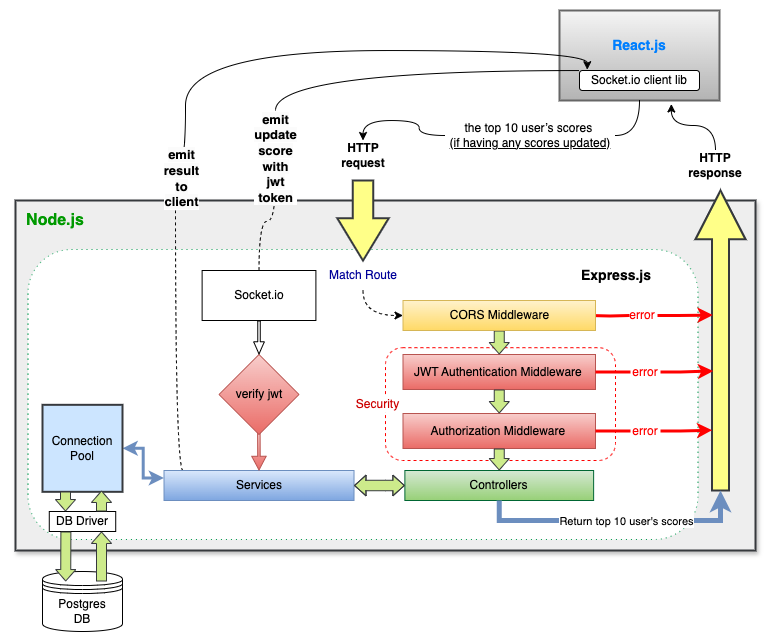 React.js
Socket.io client lib
the top 10 user's scores
(if having any scores updated)
emit
update
score
with
jwt
token
HTTP
request
emit
result
to
client
HTTP
response
Node.js
Match Route
Express.js
Socket.io
CORS Middleware
error
JWT Authentication Middleware
error
verify jwt
Security
Authorization Middleware
error
Connection
Pool
Services
Controllers
DB Driver
Return top 10 user's scores
Postgres
DB